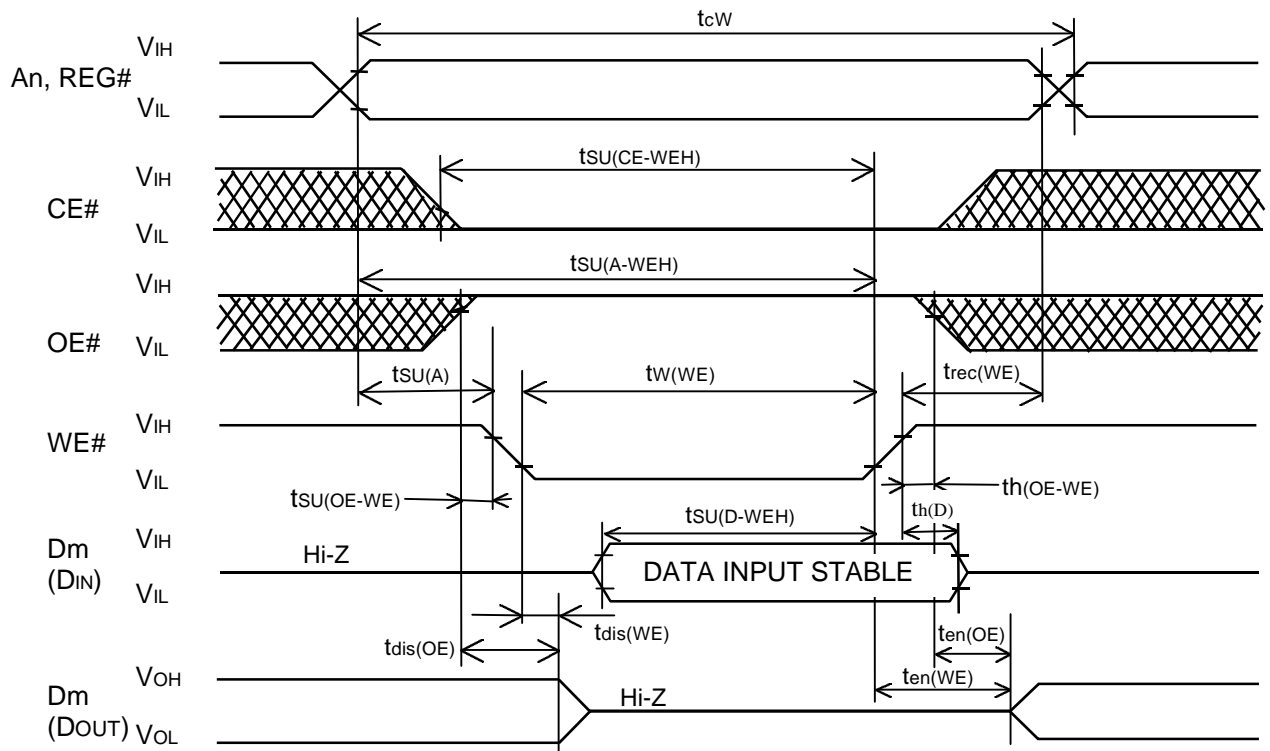 tcW
VIH
An, REG#
VIL
tSU(CE-WEH)
VIH
CE#
VIL
tSU(A-WEH)
VIH
OE#
VIL
tSU(A)
tW(WE)
trec(WE)
VIH
WE#
VIL
tSU(OE-WE)
th(OE-WE)
tSU(D-WEH)
th(D)
VIH
Dm
(DIN)
Hi-Z
DATA INPUT STABLE
VIL
tdis(WE)
tdis(OE)
ten(OE)
ten(WE)
VOH
Dm
(DOUT)
Hi-Z
VOL